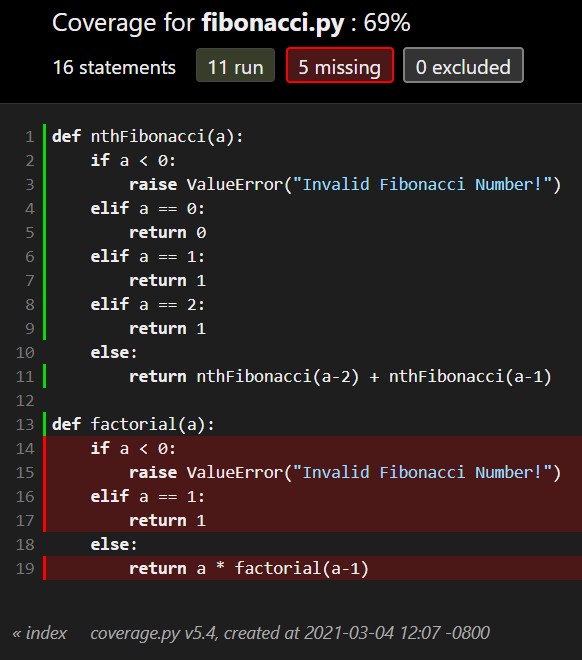 Coverage for fibonacci.py : 69%
16 statements 11 run 5 missing 0 excluded
1 def nthFibonacci(a):
2     if a < 0:
3         raise ValueError("Invalid Fibonacci Number!")
4     elif a == 0:
5         return 0
6     elif a == 1:
7         return 1
8     elif a == 2:
9         return 1
10     else:
11         return nthFibonacci(a-2) + nthFibonacci(a-1)
12
13 def factorial(a):
14     if a < 0:
15         raise ValueError("Invalid Fibonacci Number!")
16     elif a == 1:
17         return 1
18     else:
19         return a * factorial(a-1)
« index coverage.py v5.4, created at 2021-03-04 12:07 -0800